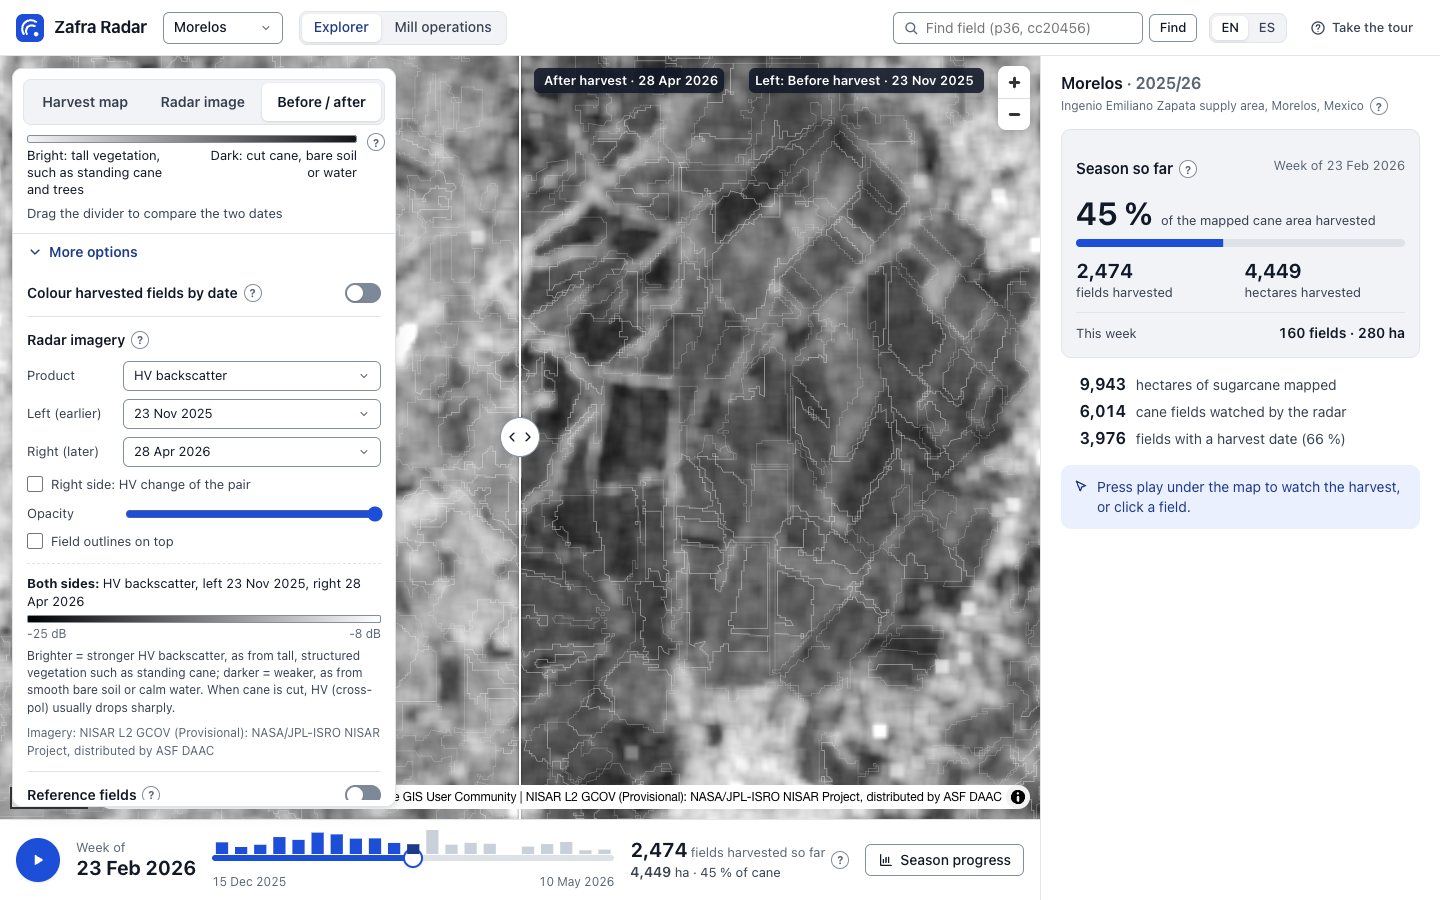 Zafra Radar
Morelos
Explorer
Mill operations
Find field (p36, cc20456)
Find
EN
ES
Take the tour
Harvest map
Radar image
Before / after
Bright: tall vegetation,
such as standing cane
and trees
Dark: cut cane, bare soil
or water
?
Drag the divider to compare the two dates
More options
Colour harvested fields by date ?
Radar imagery ?
Product
HV backscatter
Left (earlier)
23 Nov 2025
Right (later)
28 Apr 2026
Right side: HV change of the pair
Opacity
Field outlines on top
Both sides: HV backscatter, left 23 Nov 2025, right 28
Apr 2026
-25 dB
-8 dB
Brighter = stronger HV backscatter, as from tall, structured
vegetation such as standing cane; darker = weaker, as from
smooth bare soil or calm water. When cane is cut, HV (cross-
pol) usually drops sharply.
Imagery: NISAR L2 GCOV (Provisional): NASA/JPL-ISRO NISAR
Project, distributed by ASF DAAC
Reference fields ?
After harvest · 28 Apr 2026
Left: Before harvest · 23 Nov 2025
+
−
GIS User Community | NISAR L2 GCOV (Provisional): NASA/JPL-ISRO NISAR Project, distributed by ASF DAAC
Morelos · 2025/26
Ingenio Emiliano Zapata supply area, Morelos, Mexico ?
Season so far ?
Week of 23 Feb 2026
45 % of the mapped cane area harvested
2,474
fields harvested
4,449
hectares harvested
This week
160 fields · 280 ha
9,943 hectares of sugarcane mapped
6,014 cane fields watched by the radar
3,976 fields with a harvest date (66 %)
Press play under the map to watch the harvest,
or click a field.
Week of
23 Feb 2026
15 Dec 2025
10 May 2026
2,474 fields harvested so far
4,449 ha · 45 % of cane
?
Season progress